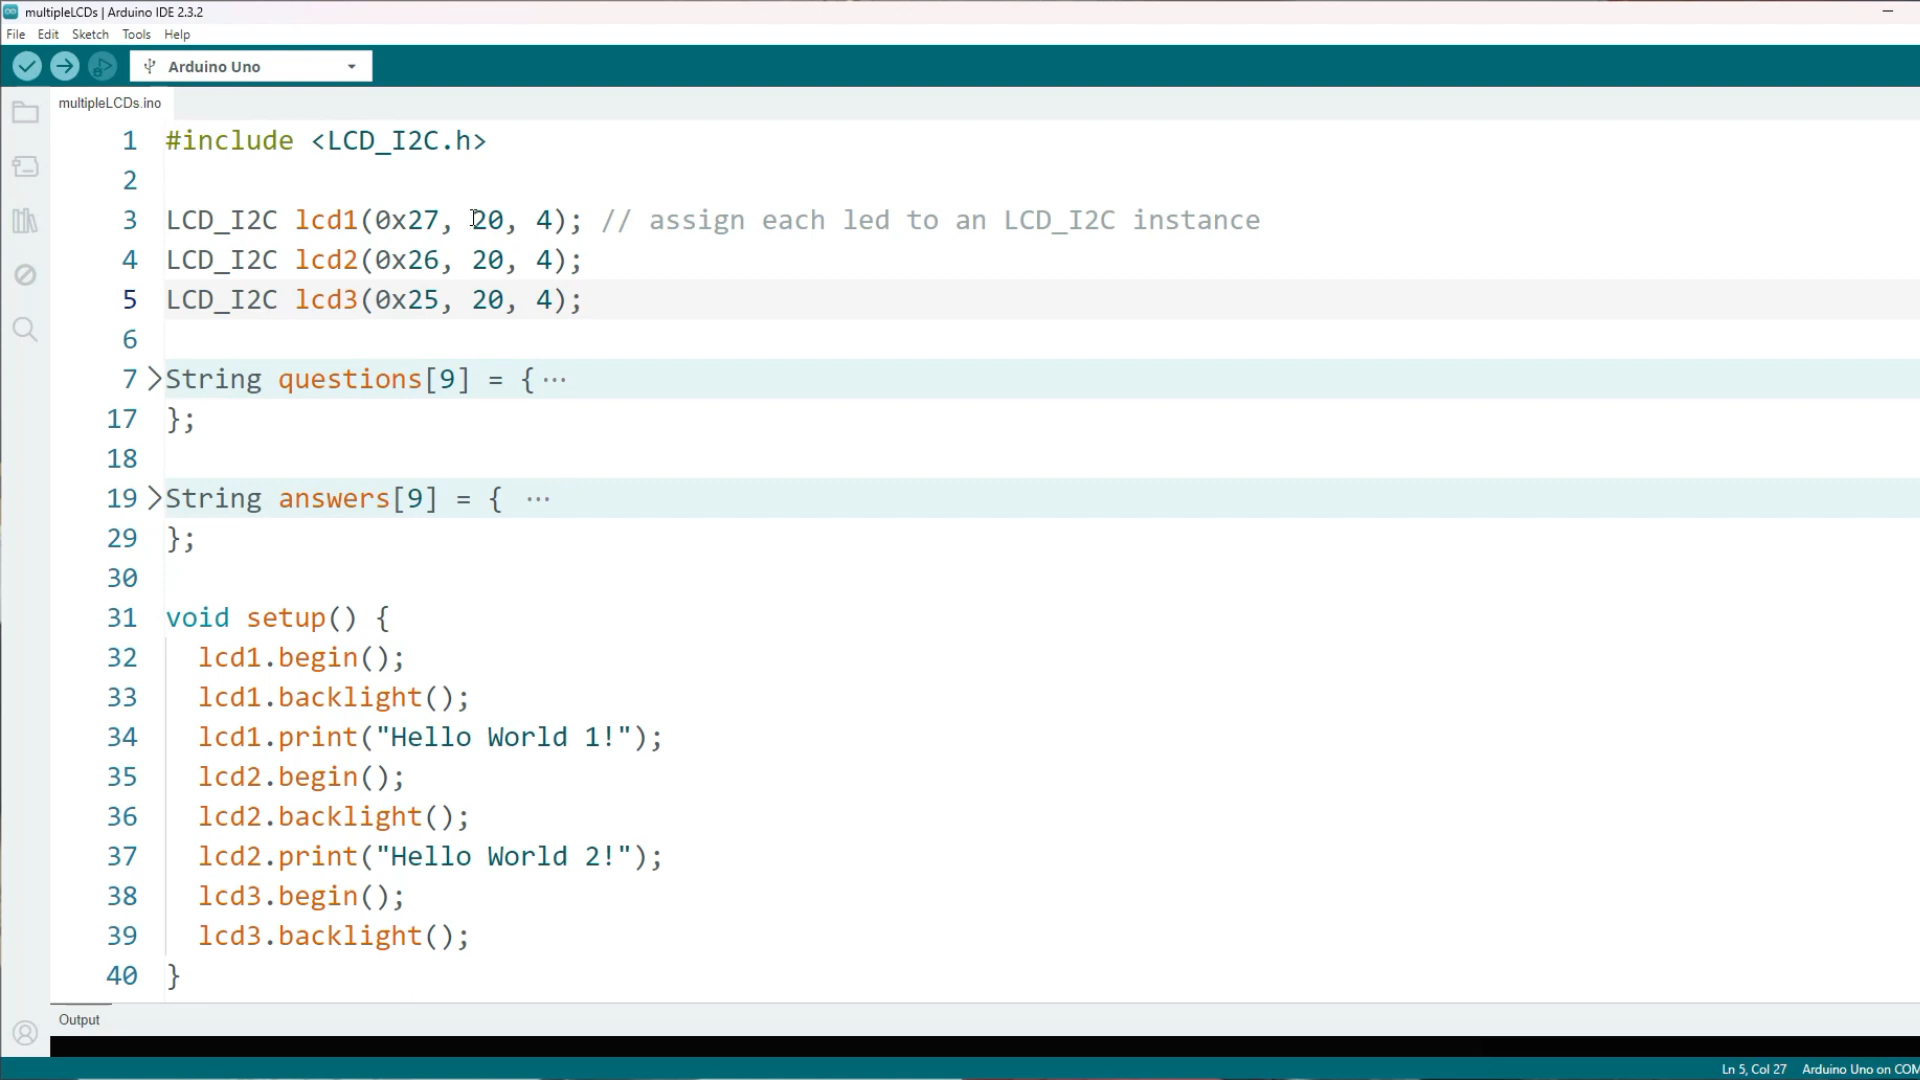 multipleLCDs | Arduino IDE 2.3.2
File Edit Sketch Tools Help
Arduino Uno
multipleLCDs.ino
1 #include <LCD_I2C.h>
2
3 LCD_I2C lcd1(0x27, 20, 4); // assign each led to an LCD_I2C instance
4 LCD_I2C lcd2(0x26, 20, 4);
5 LCD_I2C lcd3(0x25, 20, 4);
6
7 String questions[9] = { ···
17 };
18
19 String answers[9] = { ···
29 };
30
31 void setup() {
32 lcd1.begin();
33 lcd1.backlight();
34 lcd1.print("Hello World 1!");
35 lcd2.begin();
36 lcd2.backlight();
37 lcd2.print("Hello World 2!");
38 lcd3.begin();
39 lcd3.backlight();
40 }
Output
Ln 5, Col 27 Arduino Uno on COM